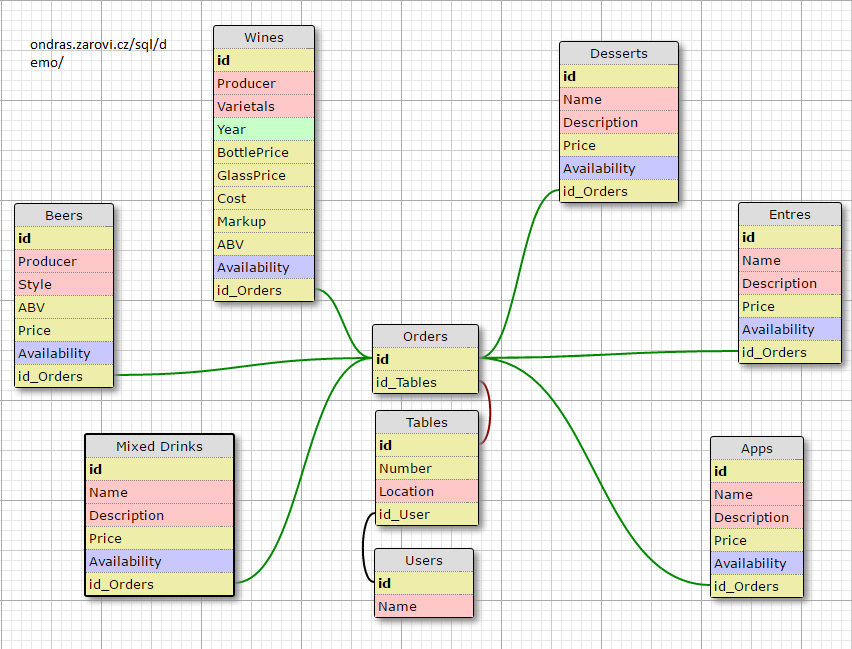 ondras.zarovi.cz/sql/d
emo/
Wines
id
Producer
Varietals
Year
BottlePrice
GlassPrice
Cost
Markup
ABV
Availability
id_Orders
Desserts
id
Name
Description
Price
Availability
id_Orders
Beers
id
Producer
Style
ABV
Price
Availability
id_Orders
Entres
id
Name
Description
Price
Availability
id_Orders
Orders
id
id_Tables
Tables
id
Number
Location
id_User
Mixed Drinks
id
Name
Description
Price
Availability
id_Orders
Apps
id
Name
Description
Price
Availability
id_Orders
Users
id
Name